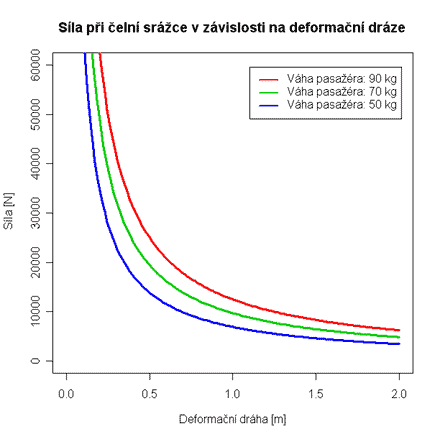 Síla při čelní srážce v závislosti na deformační dráze
Váha pasažéra: 90 kg
Váha pasažéra: 70 kg
Váha pasažéra: 50 kg
Síla [N]
60000
50000
40000
30000
20000
10000
0
0.0 0.5 1.0 1.5 2.0
Deformační dráha [m]